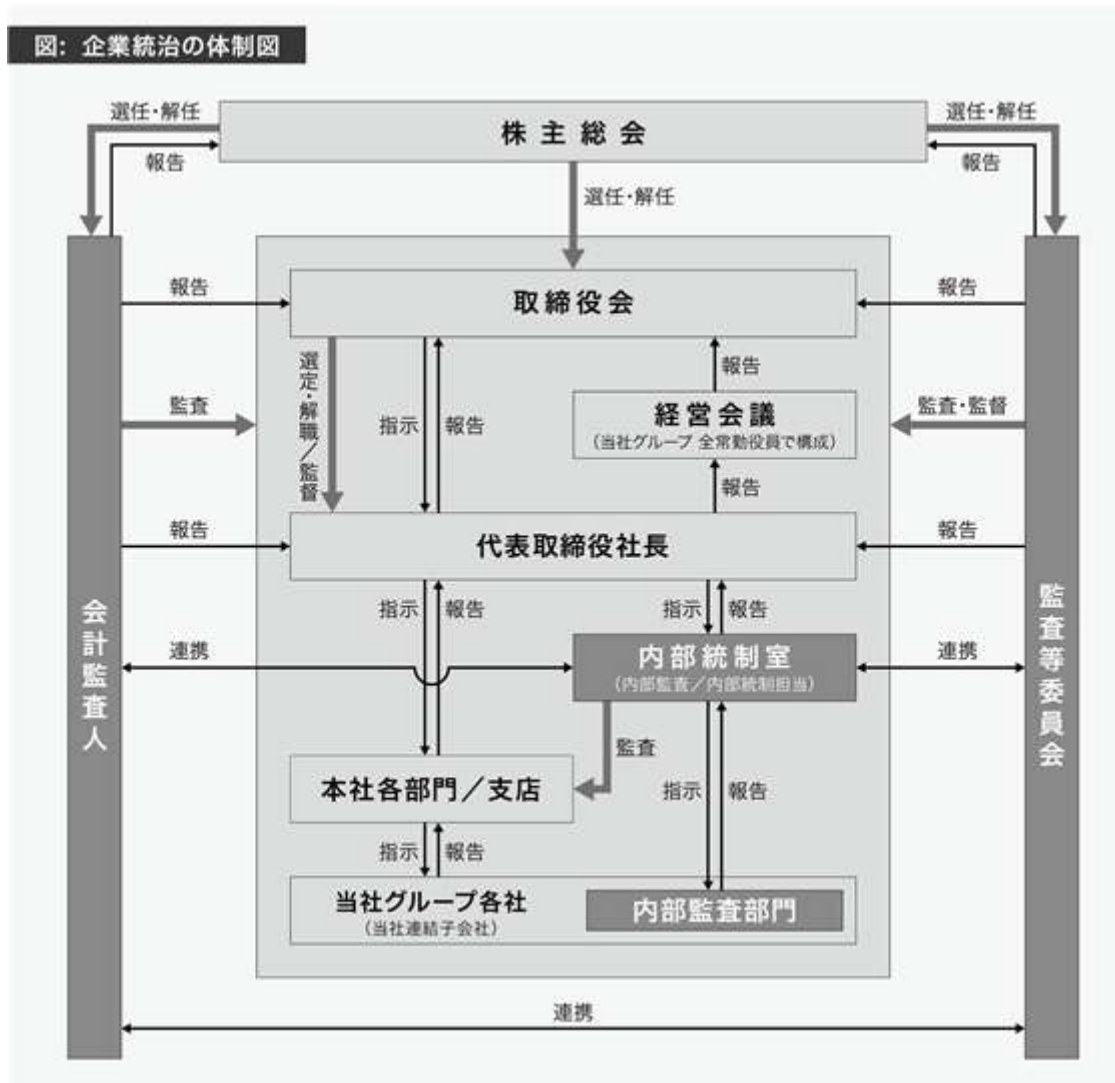 図: 企業統治の体制図
選任・解任
選任・解任
株主総会
報告
報告
選任・解任
報告
取締役会
報告
選定・解職／監督
報告
監査
指示
報告
経営会議
（当社グループ 全常勤役員で構成）
監査・監督
報告
報告
代表取締役社長
報告
指示
報告
指示
報告
会計監査人
監査等委員会
連携
内部統制室
（内部監査／内部統制担当）
連携
監査
本社各部門／支店
指示
報告
指示
報告
当社グループ各社
（当社連結子会社）
内部監査部門
連携